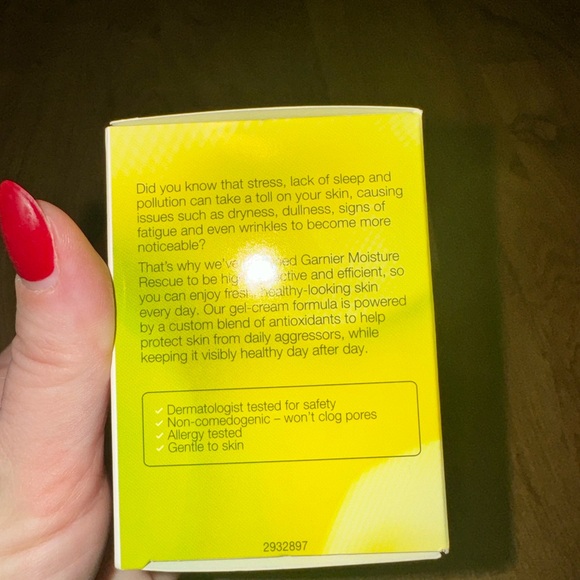 Did you know that stress, lack of sleep and
pollution can take a toll on your skin, causing
issues such as dryness, dullness, signs of
fatigue and even wrinkles to become more
noticeable?
That's why we've Garnier Moisture
Rescue to be and efficient, so
you can enjoy healthy-looking skin
every day. Our gel-cream formula is powered
by a custom blend of antioxidants to help
protect skin from daily aggressors, while
keeping it visibly healthy day after day.
✓ Dermatologist tested for safety
✓ Non-comedogenic – won't clog pores
✓ Allergy tested
✓ Gentle to skin
2932897